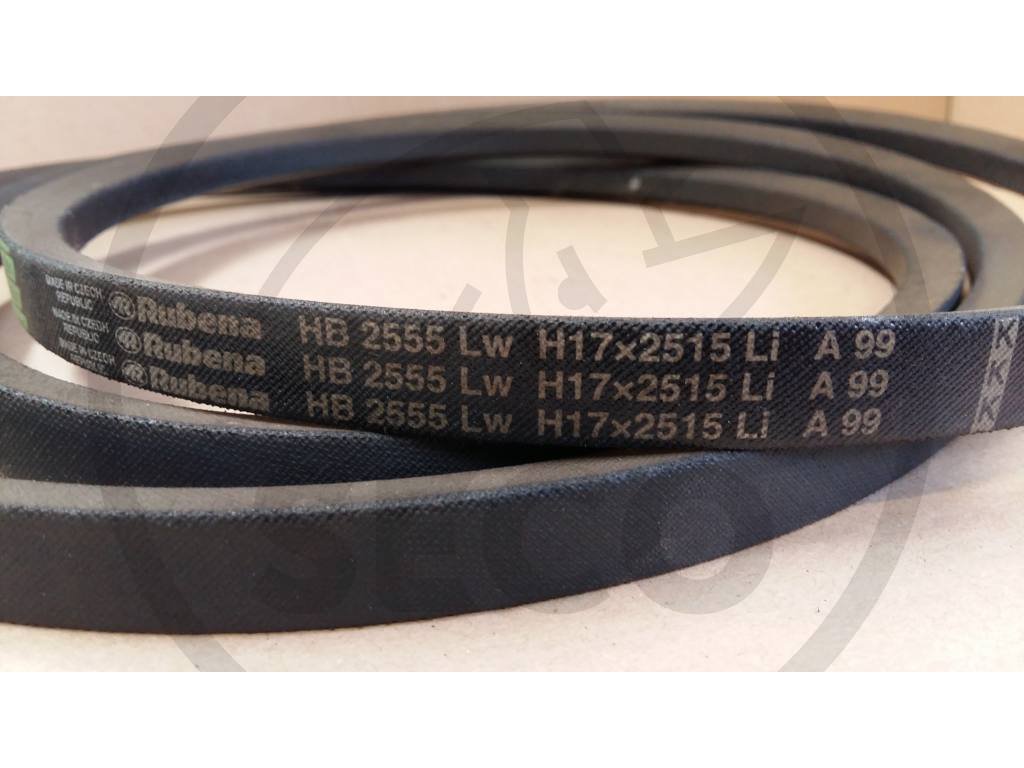 MADE IN CZECH REPUBLIC Rubena HB 2555 Lw H17x2515 Li A 99
MADE IN CZECH REPUBLIC Rubena HB 2555 Lw H17x2515 Li A 99
MADE IN CZECH Rubena HB 2555 Lw H17x2515 Li A 99
SECO